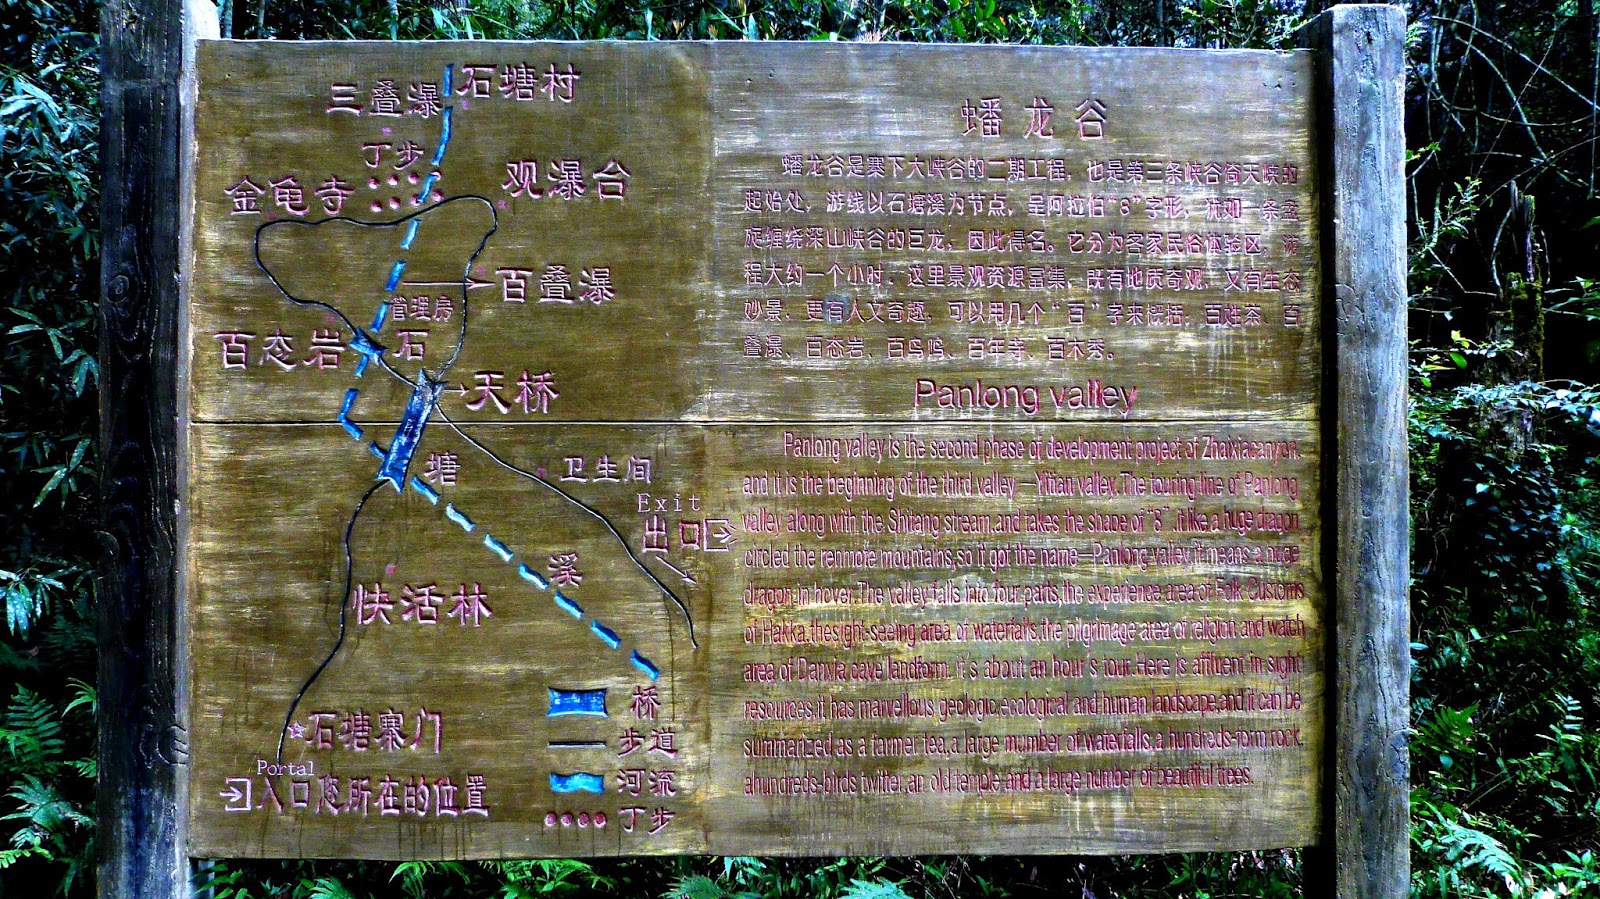 三叠瀑
石塘村
丁步
金龟寺
观瀑台
百叠瀑
管理房
百态岩
石
天桥
塘
卫生间
Exit
出口
溪
快活林
石塘寨门
Portal
入口您所在的位置
桥
步道
河流
丁步
蟠龙谷
蟠龙谷是寨下大峡谷的二期工程，也是第三条峡谷倚天峡的
起始处，游线以石塘溪为节点，呈阿拉伯“8”字形，犹如一条盘
旋缠绕深山峡谷的巨龙，因此得名。它分为客家民俗体验区，游
程大约一个小时。这里景观资源富集，既有地质奇观，又有生态
妙景，更有人文奇趣，可以用几个“百”字来概括：百姓茶、百
叠瀑、百态岩、百鸟鸣、百年寺、百木秀。
Panlong valley
Panlong valley is the second phase of development project of Zhaixiacanyon,
and it is the beginning of the third valley—Yitian valley.The touring line of Panlong
valley along with the Shitang stream,and takes the shape of “8”,it like a huge dragon
circled the renmore mountains,so it got the name—Panlong valley,it means a huge
dragon in hover.The valley falls into four parts,the experience area of Folk Customs
of Hakka,thesight-seeing area of waterfalls,the pilgrimage area of religion and watch
area of Danxia cave landform. it's about an hour's tour.Here is affluent in sight
resources,it has marvellous geologic,ecological and human landscape,and it can be
summarized as a farmer tea,a large mumber of waterfalls,a hundreds-form rock,
ahundreds-birds twitter,an old temple and a large number of beautiful trees.